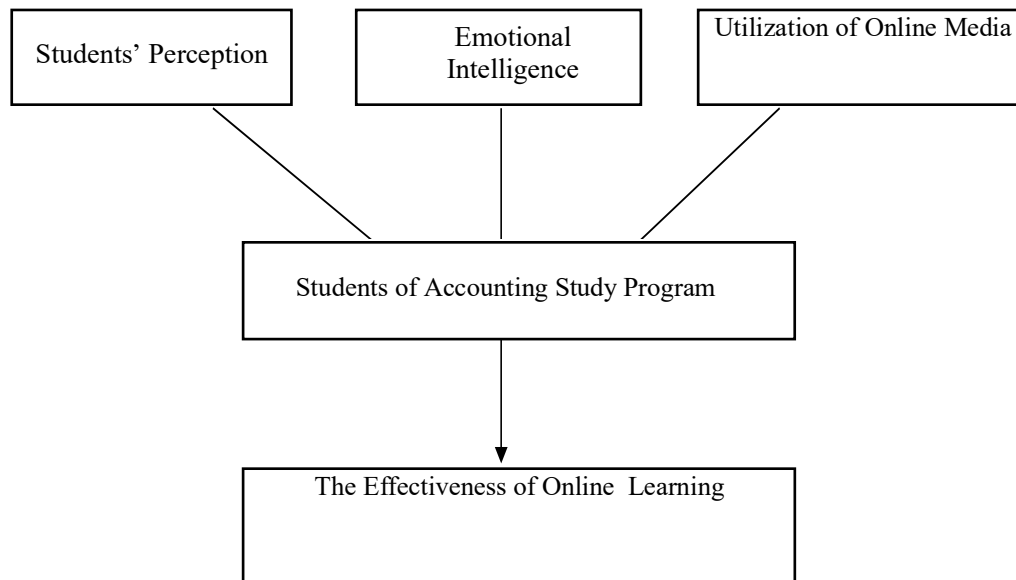 Students’ Perception
Emotional
Intelligence
Utilization of Online Media
Students of Accounting Study Program
The Effectiveness of Online  Learning